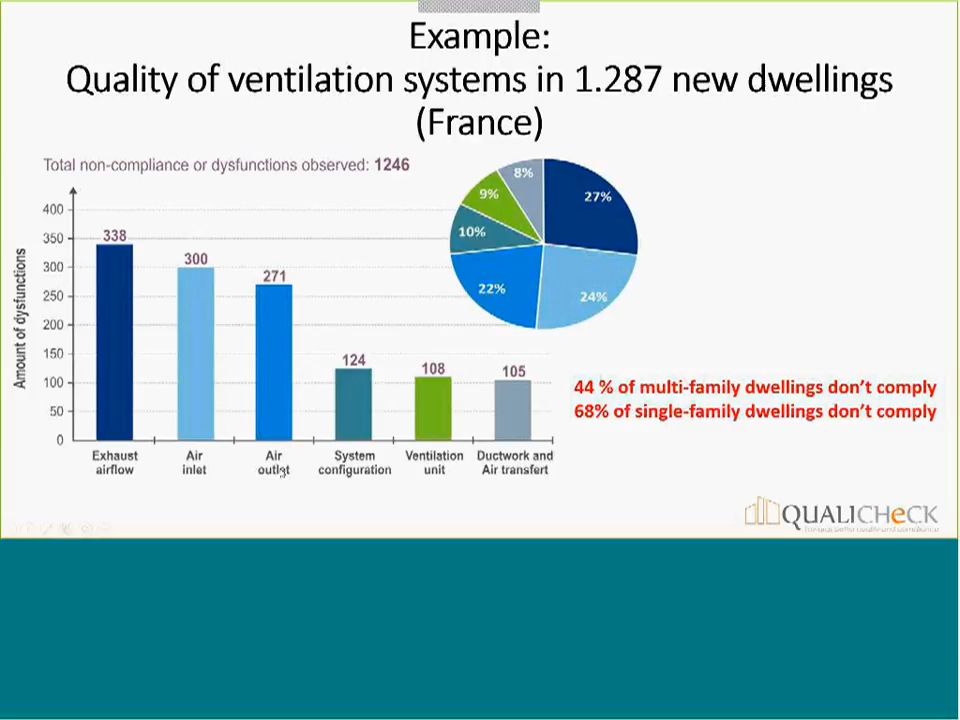 Example:
Quality of ventilation systems in 1.287 new dwellings
(France)
Total non-compliance or dysfunctions observed: 1246
Amount of dysfunctions
400
350
300
250
200
150
100
50
0
338
300
271
124
108
105
Exhaust
airflow
Air
inlet
Air
outlet
System
configuration
Ventilation
unit
Ductwork and
Air transfert
27%
24%
22%
10%
9%
8%
44 % of multi-family dwellings don't comply
68% of single-family dwellings don't comply
QUALICHeCK